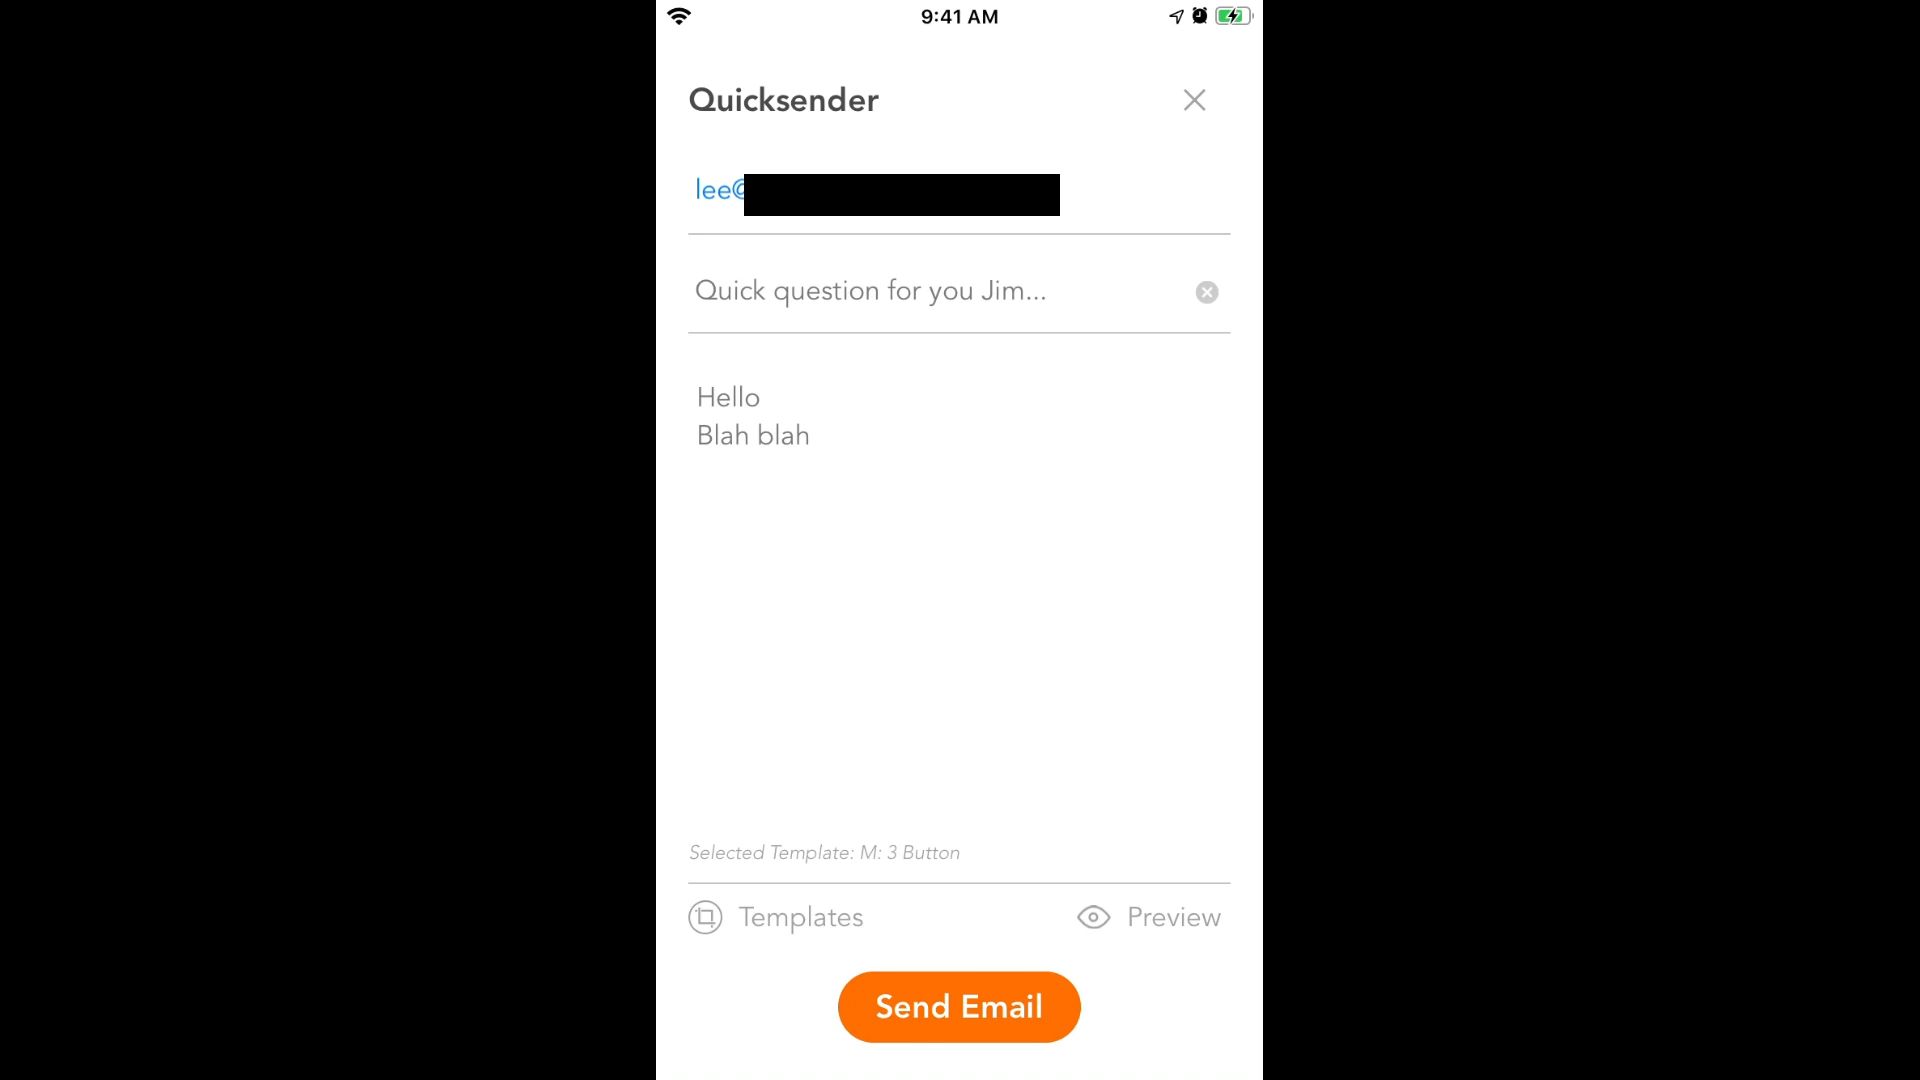 9:41 AM
Quicksender
lee@
Quick question for you Jim...
Hello
Blah blah
Selected Template: M: 3 Button
Templates
Preview
Send Email